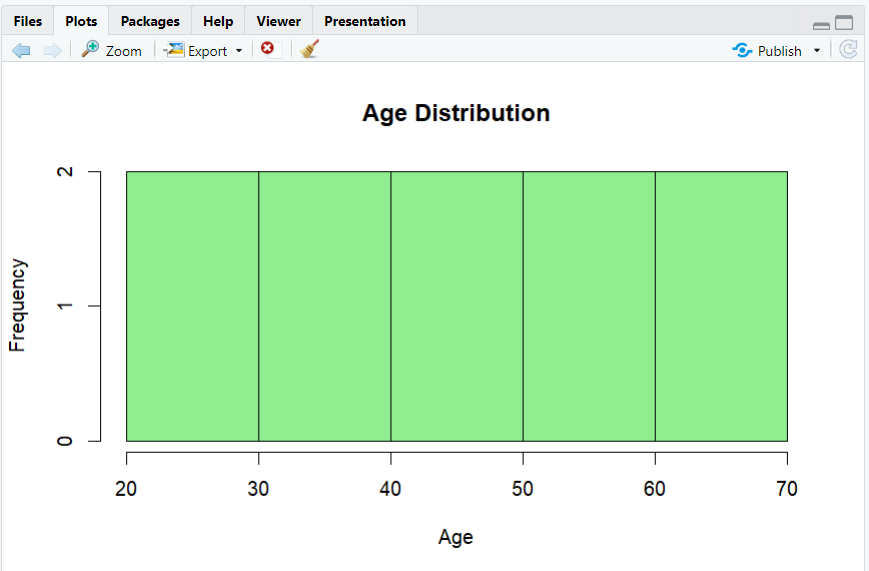 Files Plots Packages Help Viewer Presentation
Zoom Export Publish
Age Distribution
Frequency
2
1
0
20 30 40 50 60 70
Age